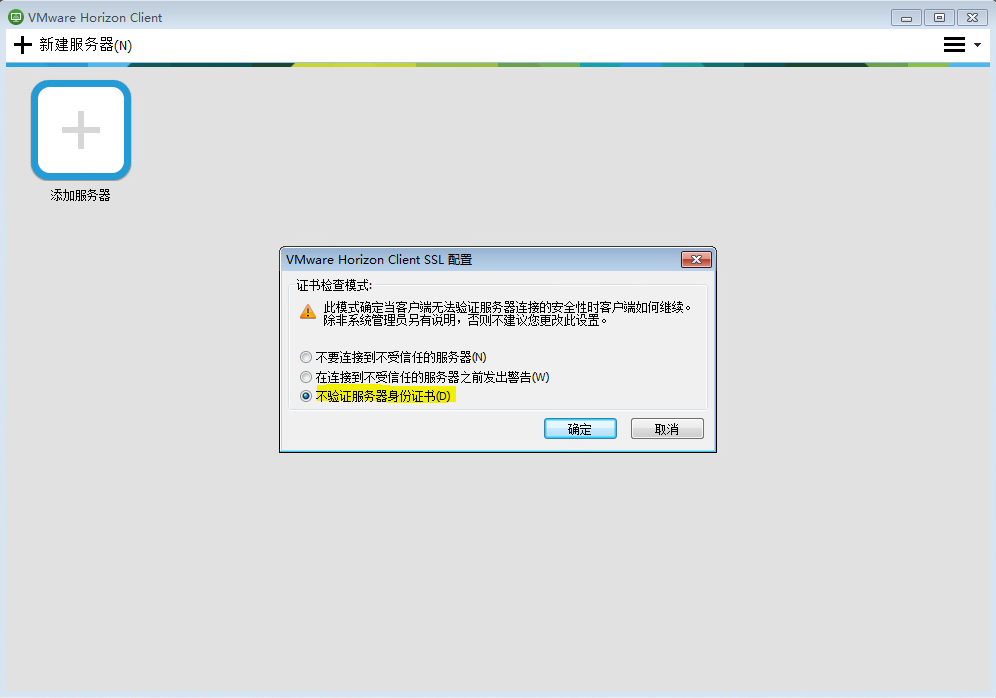 VMware Horizon Client
新建服务器(N)
添加服务器
VMware Horizon Client SSL 配置
证书检查模式:
此模式确定当客户端无法验证服务器连接的安全性时客户端如何继续。
除非系统管理员另有说明，否则不建议您更改此设置。
不要连接到不受信任的服务器(N)
在连接到不受信任的服务器之前发出警告(W)
不验证服务器身份证书(D)
确定
取消